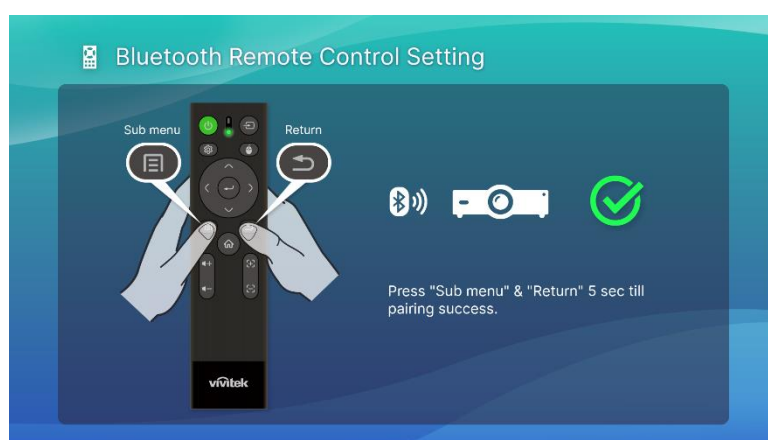 Bluetooth Remote Control Setting
Sub menu
Return
Press "Sub menu" & "Return" 5 sec till
pairing success.
vivitek